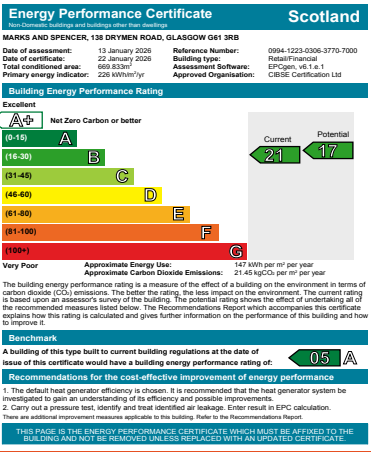 Energy Performance Certificate
Scotland
Non-Domestic buildings and buildings other than dwellings
MARKS AND SPENCER, 138 DRYMEN ROAD, GLASGOW G61 3RB
Date of assessment: 13 January 2026 Reference Number: 0994-1223-0306-3770-7000
Date of certificate: 22 January 2026 Building type: Retail/Financial
Total conditioned area: 669.833m² Assessment Software: EPCgen, v6.1.e.1
Primary energy indicator: 226 kWh/m²/yr Approved Organisation: CIBSE Certification Ltd
Building Energy Performance Rating
Excellent
A+ Net Zero Carbon or better
(0-15) A
(16-30) B
(31-45) C
(46-60) D
(61-80) E
(81-100) F
(100+) G
Current
21
Potential
17
Very Poor
Approximate Energy Use: 147 kWh per m² per year
Approximate Carbon Dioxide Emissions: 21.45 kgCO₂ per m² per year
The building energy performance rating is a measure of the effect of a building on the environment in terms of
carbon dioxide (CO₂) emissions. The better the rating, the less impact on the environment. The current rating
is based upon an assessor's survey of the building. The potential rating shows the effect of undertaking all of
the recommended measures listed below. The Recommendations Report which accompanies this certificate
explains how this rating is calculated and gives further information on the performance of this building and how
to improve it.
Benchmark
A building of this type built to current building regulations at the date of
issue of this certificate would have a building energy performance rating of:
05 A
Recommendations for the cost-effective improvement of energy performance
1. The default heat generator efficiency is chosen. It is recommended that the heat generator system be
investigated to gain an understanding of its efficiency and possible improvements.
2. Carry out a pressure test, identify and treat identified air leakage. Enter result in EPC calculation.
There are additional improvement measures applicable to this building. Refer to the Recommendations Report.
THIS PAGE IS THE ENERGY PERFORMANCE CERTIFICATE WHICH MUST BE AFFIXED TO THE
BUILDING AND NOT BE REMOVED UNLESS REPLACED WITH AN UPDATED CERTIFICATE.